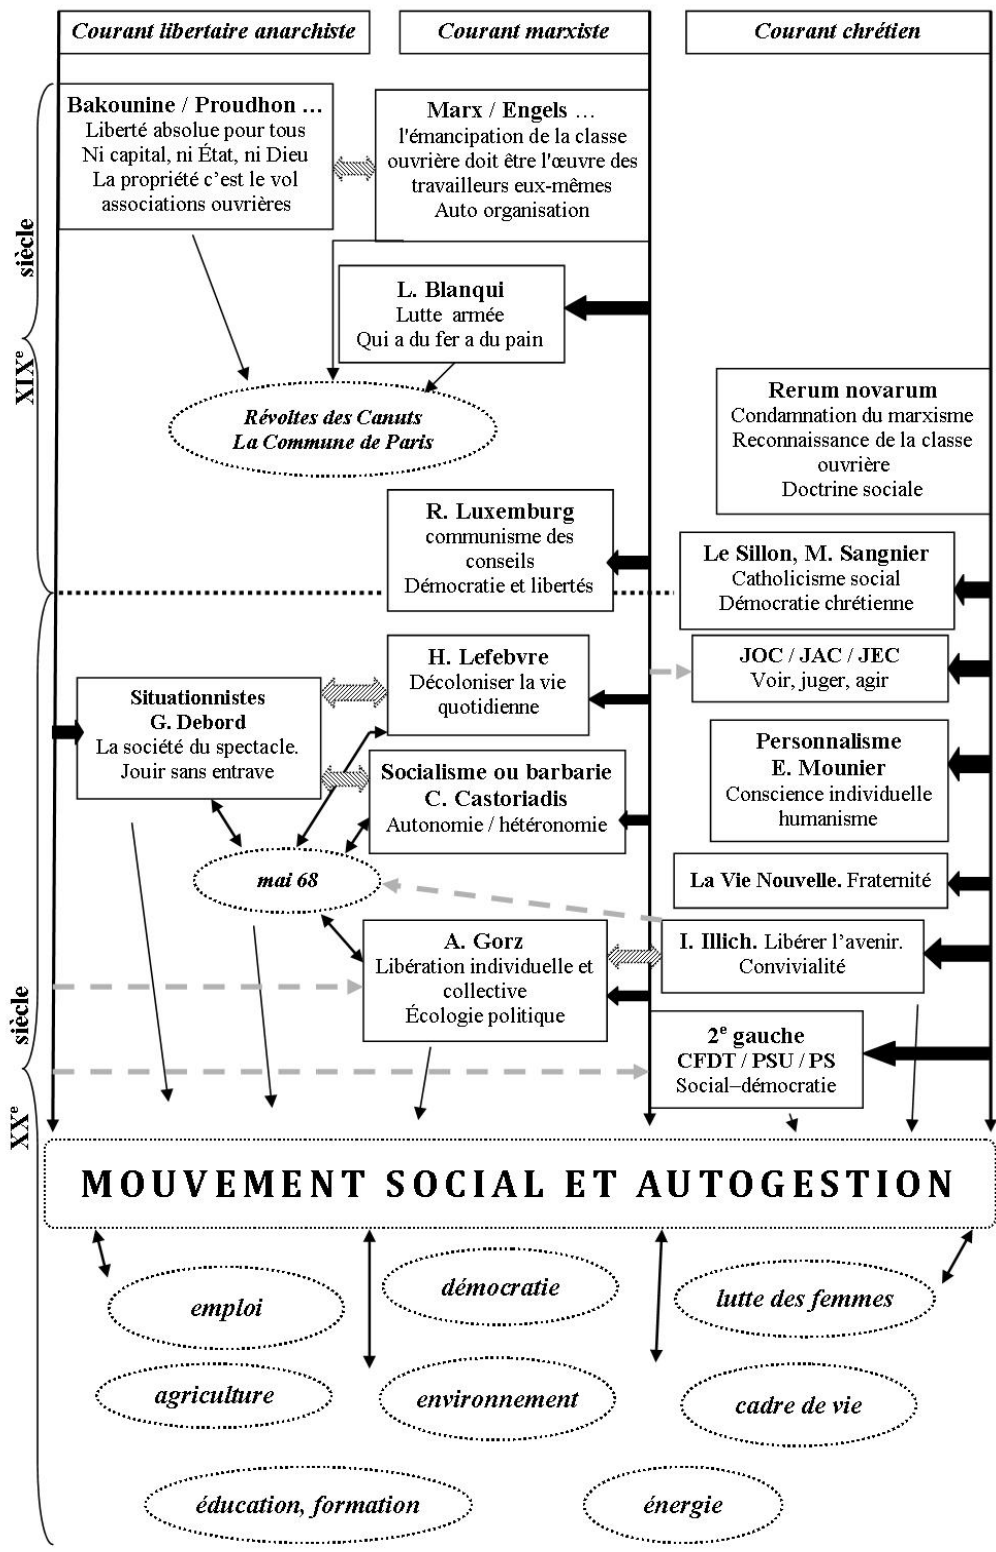 Courant libertaire anarchiste
Courant marxiste
Courant chrétien
XIXe siècle
Bakounine / Proudhon …
Liberté absolue pour tous
Ni capital, ni État, ni Dieu
La propriété c’est le vol
associations ouvrières
Marx / Engels …
l'émancipation de la classe
ouvrière doit être l'œuvre des
travailleurs eux-mêmes
Auto organisation
L. Blanqui
Lutte armée
Qui a du fer a du pain
Révoltes des Canuts
La Commune de Paris
Rerum novarum
Condamnation du marxisme
Reconnaissance de la classe
ouvrière
Doctrine sociale
R. Luxemburg
communisme des
conseils
Démocratie et libertés
Le Sillon, M. Sangnier
Catholicisme social
Démocratie chrétienne
XXe siècle
H. Lefebvre
Décoloniser la vie
quotidienne
JOC / JAC / JEC
Voir, juger, agir
Situationnistes
G. Debord
La société du spectacle.
Jouir sans entrave
Socialisme ou barbarie
C. Castoriadis
Autonomie / hétéronomie
Personnalisme
E. Mounier
Conscience individuelle
humanisme
mai 68
La Vie Nouvelle. Fraternité
A. Gorz
Libération individuelle et
collective
Écologie politique
I. Illich. Libérer l’avenir.
Convivialité
2e gauche
CFDT / PSU / PS
Social–démocratie
MOUVEMENT SOCIAL ET AUTOGESTION
emploi
démocratie
lutte des femmes
agriculture
environnement
cadre de vie
éducation, formation
énergie